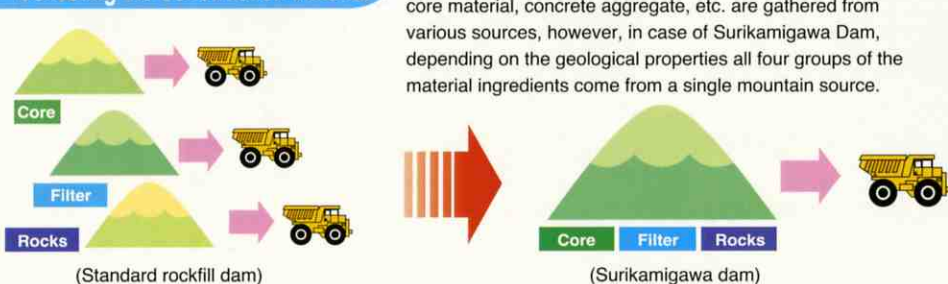 core material, concrete aggregate, etc. are gathered from
various sources, however, in case of Surikamigawa Dam,
depending on the geological properties all four groups of the
material ingredients come from a single mountain source.
Core
Filter
Rocks
(Standard rockfill dam)
Core Filter Rocks
(Surikamigawa dam)